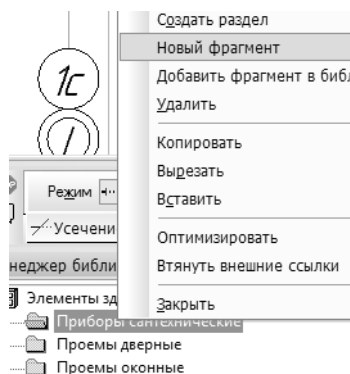 Создать раздел
Новый фрагмент
1с
Добавить фрагмент в биб
Удалить
Копировать
Вырезать
Режим
Вставить
Усечени
Оптимизировать
неджер библи
Втянуть внешние ссылки
Элементы зд
Закрыть
Приборы сантехнические
Проемы дверные
Проемы оконные